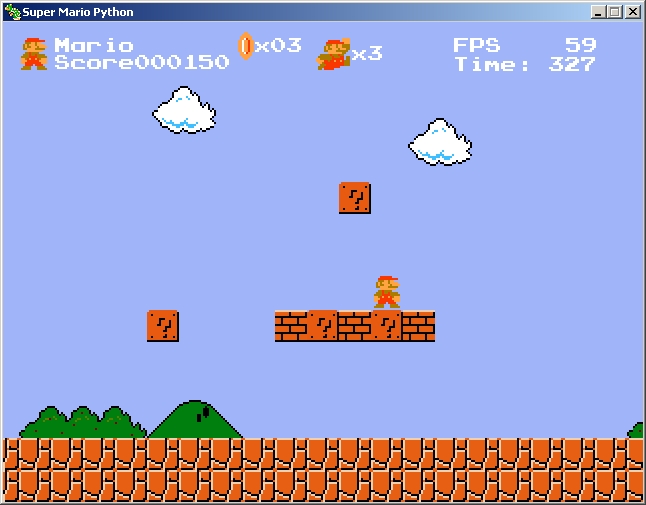 Super Mario Python
Mario x03 x3 FPS 59
Score000150 Time: 327
?
? ? ?